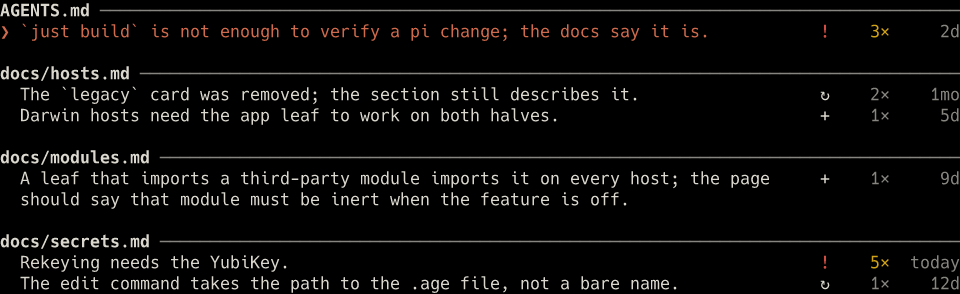 AGENTS.md
❯ `just build` is not enough to verify a pi change; the docs say it is. ! 3× 2d
docs/hosts.md
The `legacy` card was removed; the section still describes it. ↻ 2× 1mo
Darwin hosts need the app leaf to work on both halves. + 1× 5d
docs/modules.md
A leaf that imports a third-party module imports it on every host; the page + 1× 9d
should say that module must be inert when the feature is off.
docs/secrets.md
Rekeying needs the YubiKey. ! 5× today
The edit command takes the path to the .age file, not a bare name. ↻ 1× 12d